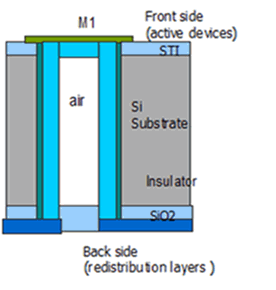 M1
Front side
(active devices)
STI
air
Si
Substrate
Insulator
SiO2
Back side
(redistribution layers )